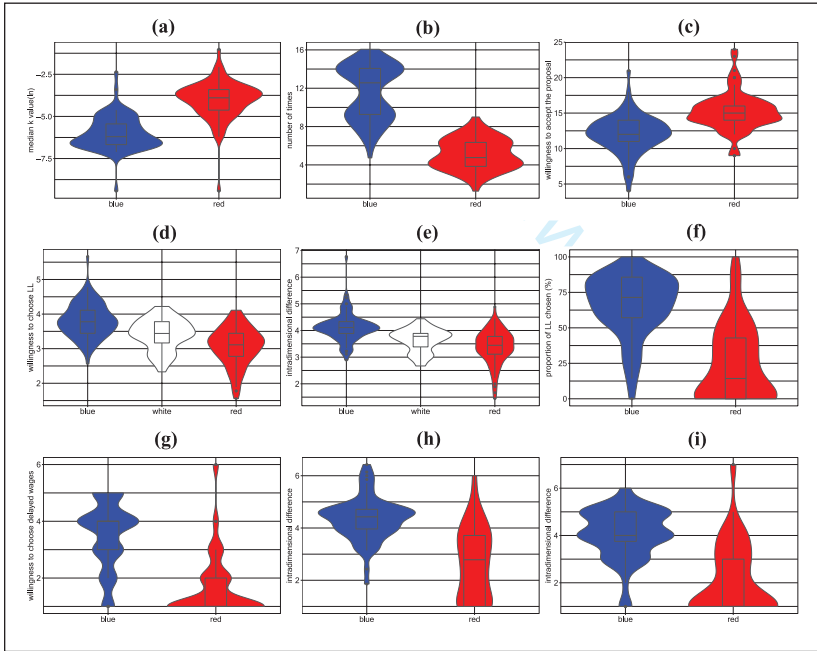 (a)
median k value(ln)
−2.5
−5.0
−7.5
blue
red
(b)
number of times
16
12
8
4
blue
red
(c)
willingness to accept the proposal
25
20
15
10
5
blue
red
(d)
willingness to choose LL
5
4
3
2
blue
white
red
(e)
intradimensional difference
7
6
5
4
3
2
blue
white
red
(f)
proportion of LL chosen (%)
100
75
50
25
0
blue
red
(g)
willingness to choose delayed wages
6
4
2
blue
red
(h)
intradimensional difference
6
4
2
blue
red
(i)
intradimensional difference
6
4
2
blue
red